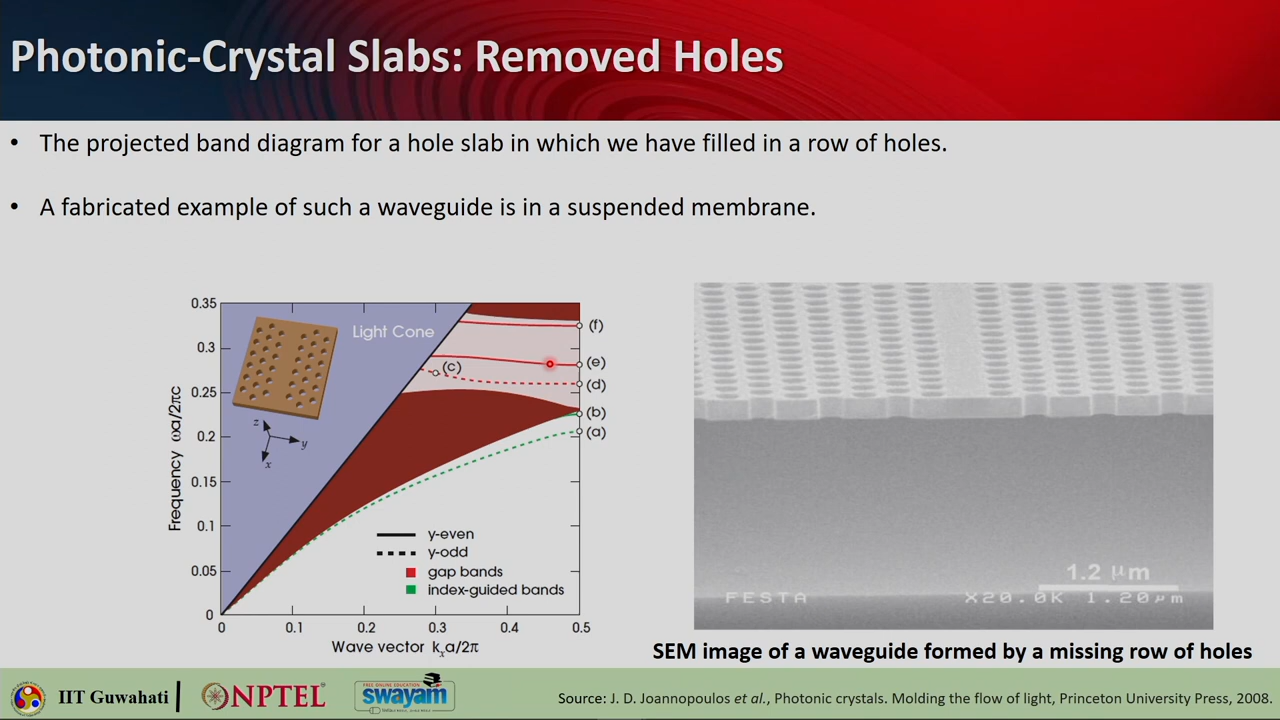 Photonic-Crystal Slabs: Removed Holes
• The projected band diagram for a hole slab in which we have filled in a row of holes.
• A fabricated example of such a waveguide is in a suspended membrane.
0.35
0.3
0.25
0.2
0.15
0.1
0.05
0
Frequency ωa/2πc
Light Cone
z
y
x
(c)
(f)
(e)
(d)
(b)
(a)
y-even
y-odd
gap bands
index-guided bands
0 0.1 0.2 0.3 0.4 0.5
Wave vector kₓa/2π
1.2 μm
FESTA X20.0K 1.20μm
SEM image of a waveguide formed by a missing row of holes
IIT Guwahati
NPTEL
FREE ONLINE EDUCATION
swayam
Source: J. D. Joannopoulos et al., Photonic Crystals. Molding the flow of light, Princeton University Press, 2008.